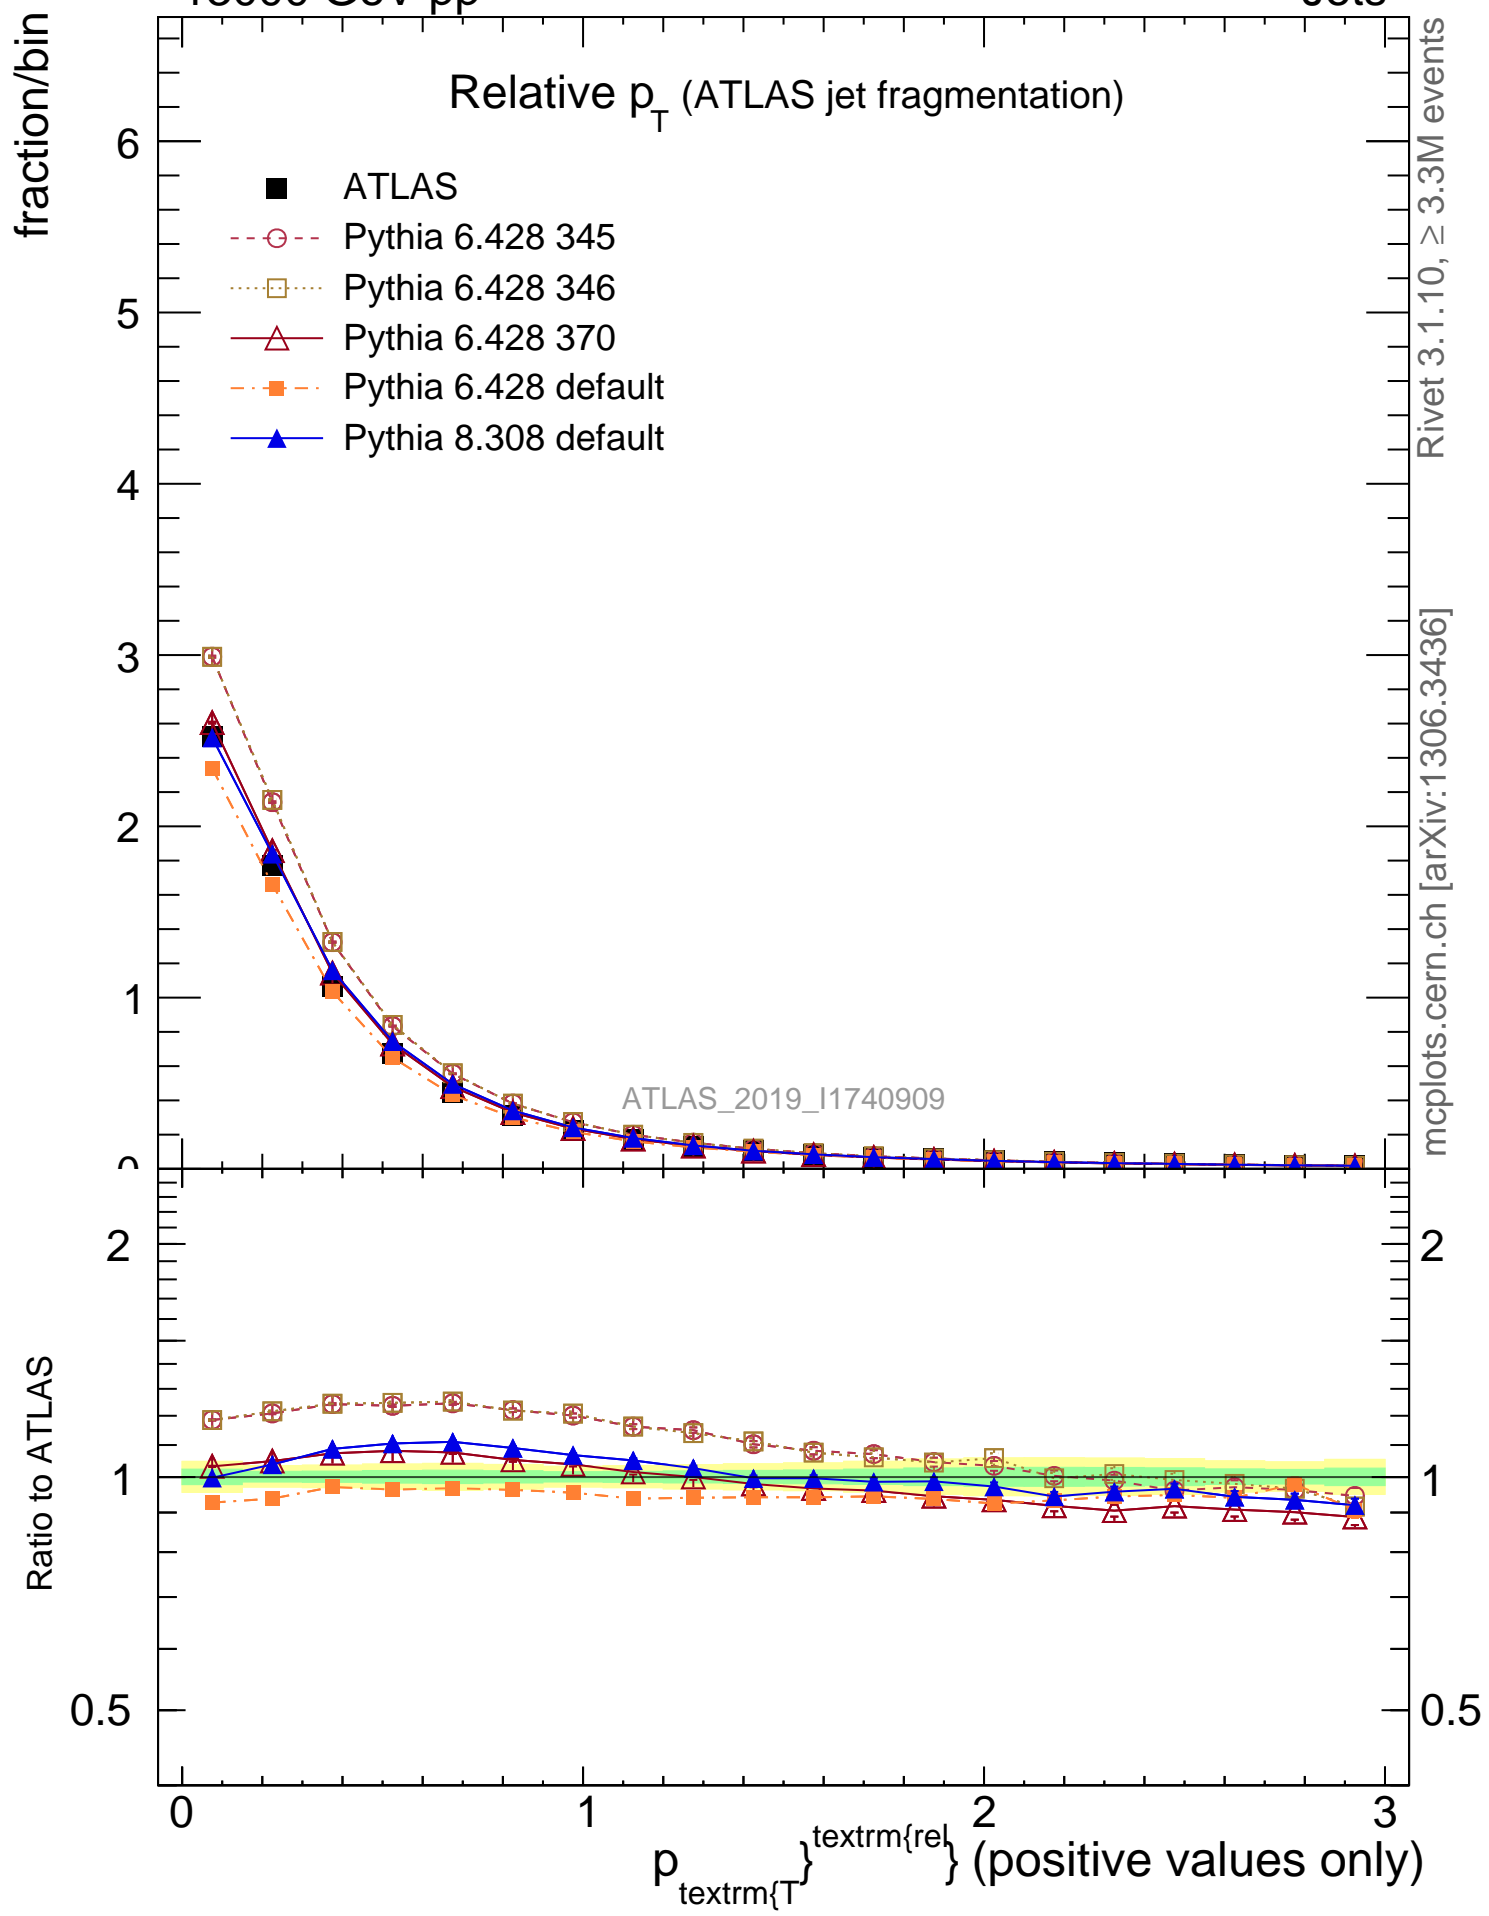 fraction/bin
Relative p_T (ATLAS jet fragmentation)
ATLAS
Pythia 6.428 345
Pythia 6.428 346
Pythia 6.428 370
Pythia 6.428 default
Pythia 8.308 default
6
5
4
3
2
1
0
ATLAS_2019_I1740909
Rivet 3.1.10, ≥ 3.3M events
mcplots.cern.ch [arXiv:1306.3436]
Ratio to ATLAS
2
1
0.5
2
1
0.5
0 1 2 3
p_textrm{T}^textrm{rel} (positive values only)